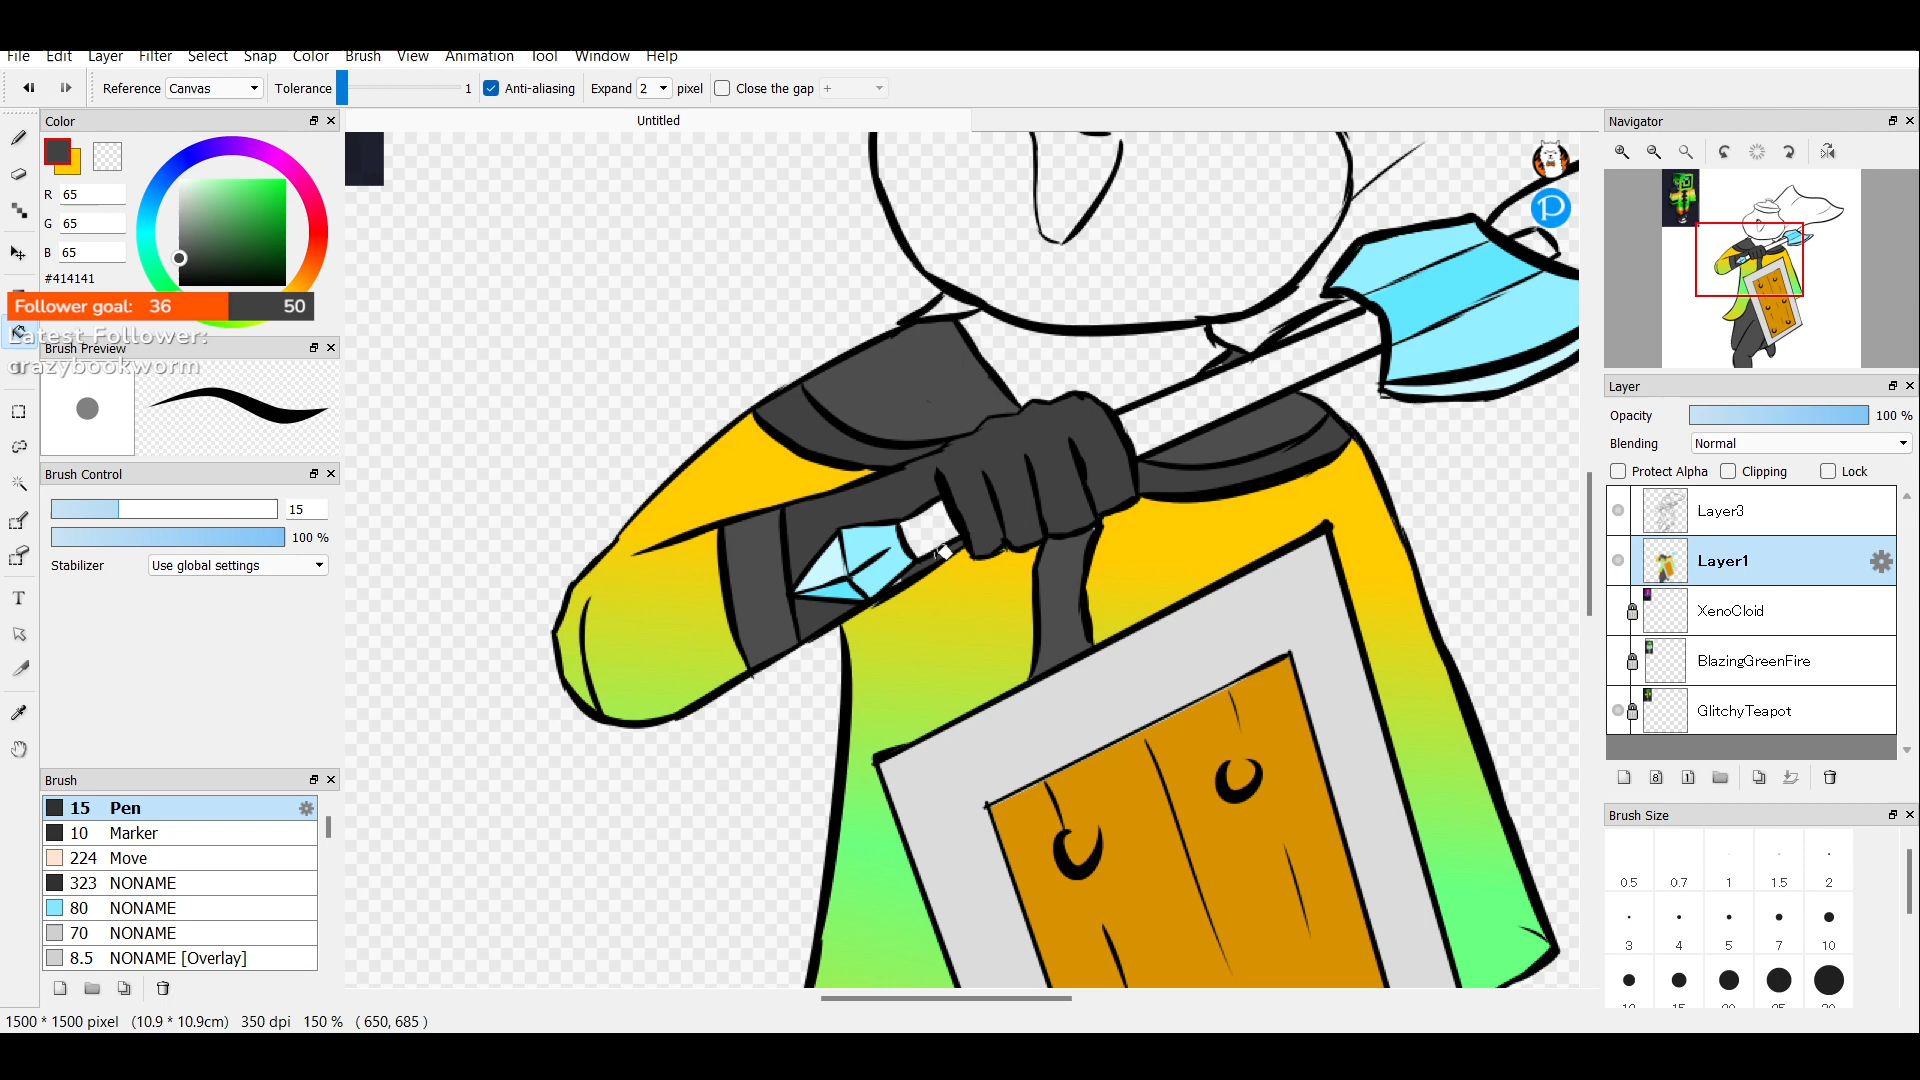 File Edit Layer Filter Select Snap Color Brush View Animation Tool Window Help
Reference Canvas Tolerance 1 Anti-aliasing Expand 2 pixel Close the gap +
Color
Untitled
Navigator
R 65
G 65
B 65
#414141
Follower goal: 36 50
Latest Follower:
crazybookworm
Brush Preview
Brush Control
15
100 %
Stabilizer Use global settings
Brush
15 Pen
10 Marker
224 Move
323 NONAME
80 NONAME
70 NONAME
8.5 NONAME [Overlay]
Layer
Opacity 100 %
Blending Normal
Protect Alpha Clipping Lock
Layer3
Layer1
XenoCloid
BlazingGreenFire
GlitchyTeapot
Brush Size
0.5 0.7 1 1.5 2
3 4 5 7 10
1500 * 1500 pixel (10.9 * 10.9cm) 350 dpi 150 % ( 650, 685 )